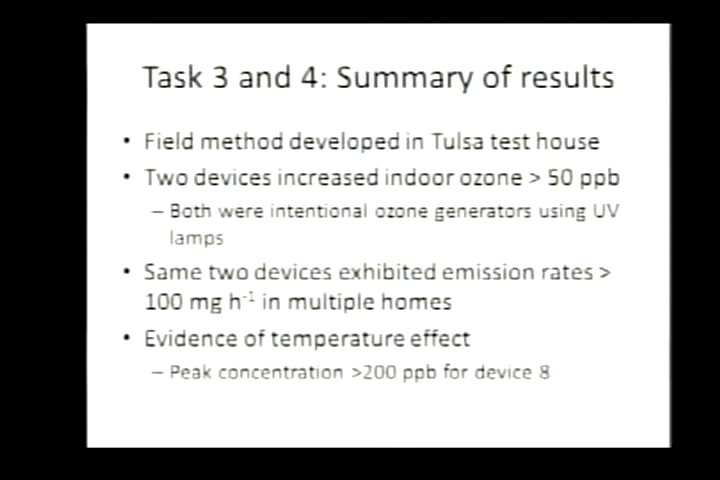 Task 3 and 4: Summary of results
• Field method developed in Tulsa test house
• Two devices increased indoor ozone > 50 ppb
– Both were intentional ozone generators using UV
lamps
• Same two devices exhibited emission rates >
100 mg h⁻¹ in multiple homes
• Evidence of temperature effect
– Peak concentration >200 ppb for device 8